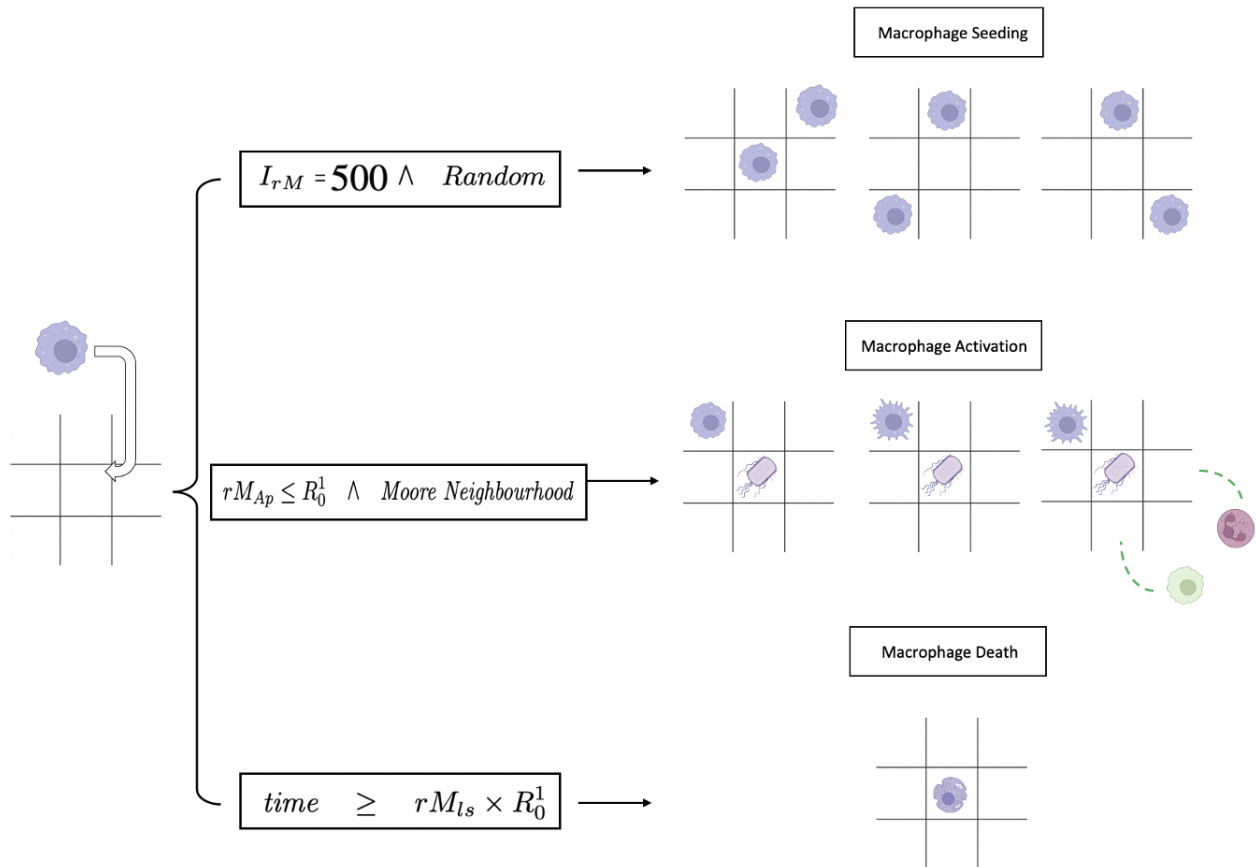 Macrophage Seeding
I_{rM} = 500 ∧ Random
Macrophage Activation
rM_{Ap} ≤ R_0^1 ∧ Moore Neighbourhood
Macrophage Death
time ≥ rM_{ls} × R_0^1